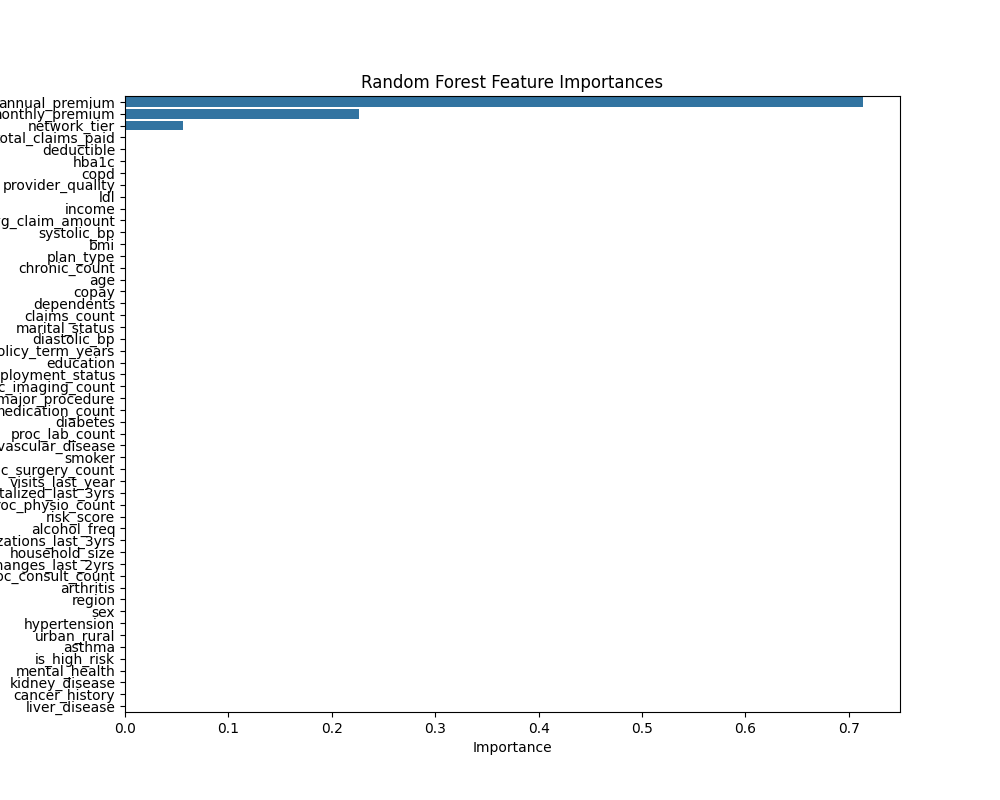 Random Forest Feature Importances
annual_premium
onthly_premium
network_tier
otal_claims_paid
deductible
hba1c
copd
provider_quality
ldl
income
g_claim_amount
systolic_bp
bmi
plan_type
chronic_count
age
copay
dependents
claims_count
marital_status
diastolic_bp
olicy_term_years
education
ployment_status
c_imaging_count
major_procedure
medication_count
diabetes
proc_lab_count
vascular_disease
smoker
c_surgery_count
visits_last_year
talized_last_3yrs
oc_physio_count
risk_score
alcohol_freq
zations_last_3yrs
household_size
hanges_last_2yrs
oc_consult_count
arthritis
region
sex
hypertension
urban_rural
asthma
is_high_risk
mental_health
kidney_disease
cancer_history
liver_disease
0.0 0.1 0.2 0.3 0.4 0.5 0.6 0.7
Importance